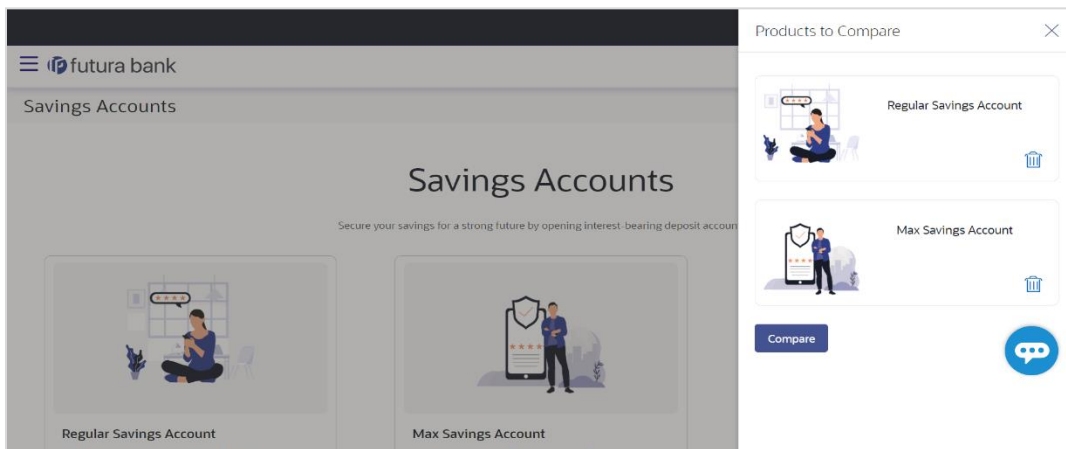 futura bank
Savings Accounts
Savings Accounts
Secure your savings for a strong future by opening interest-bearing deposit accoun
Regular Savings Account
Max Savings Account
Products to Compare
Regular Savings Account
Max Savings Account
Compare